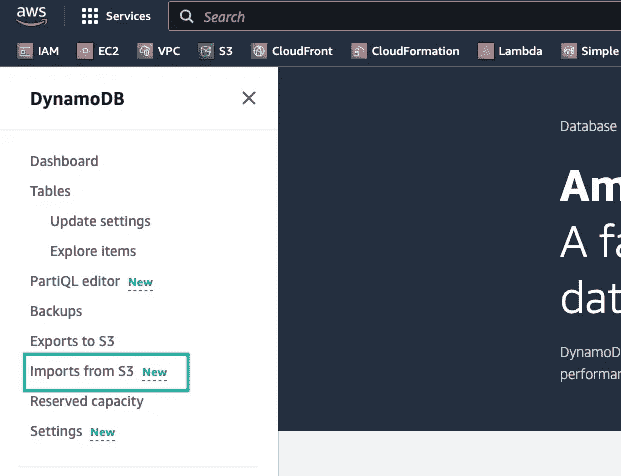 aws Services Search
IAM EC2 VPC S3 CloudFront CloudFormation Lambda Simple
DynamoDB
Dashboard
Tables
Update settings
Explore items
PartiQL editor New
Backups
Exports to S3
Imports from S3 New
Reserved capacity
Settings New
Database
Am
A fa
dat
DynamoD
performan